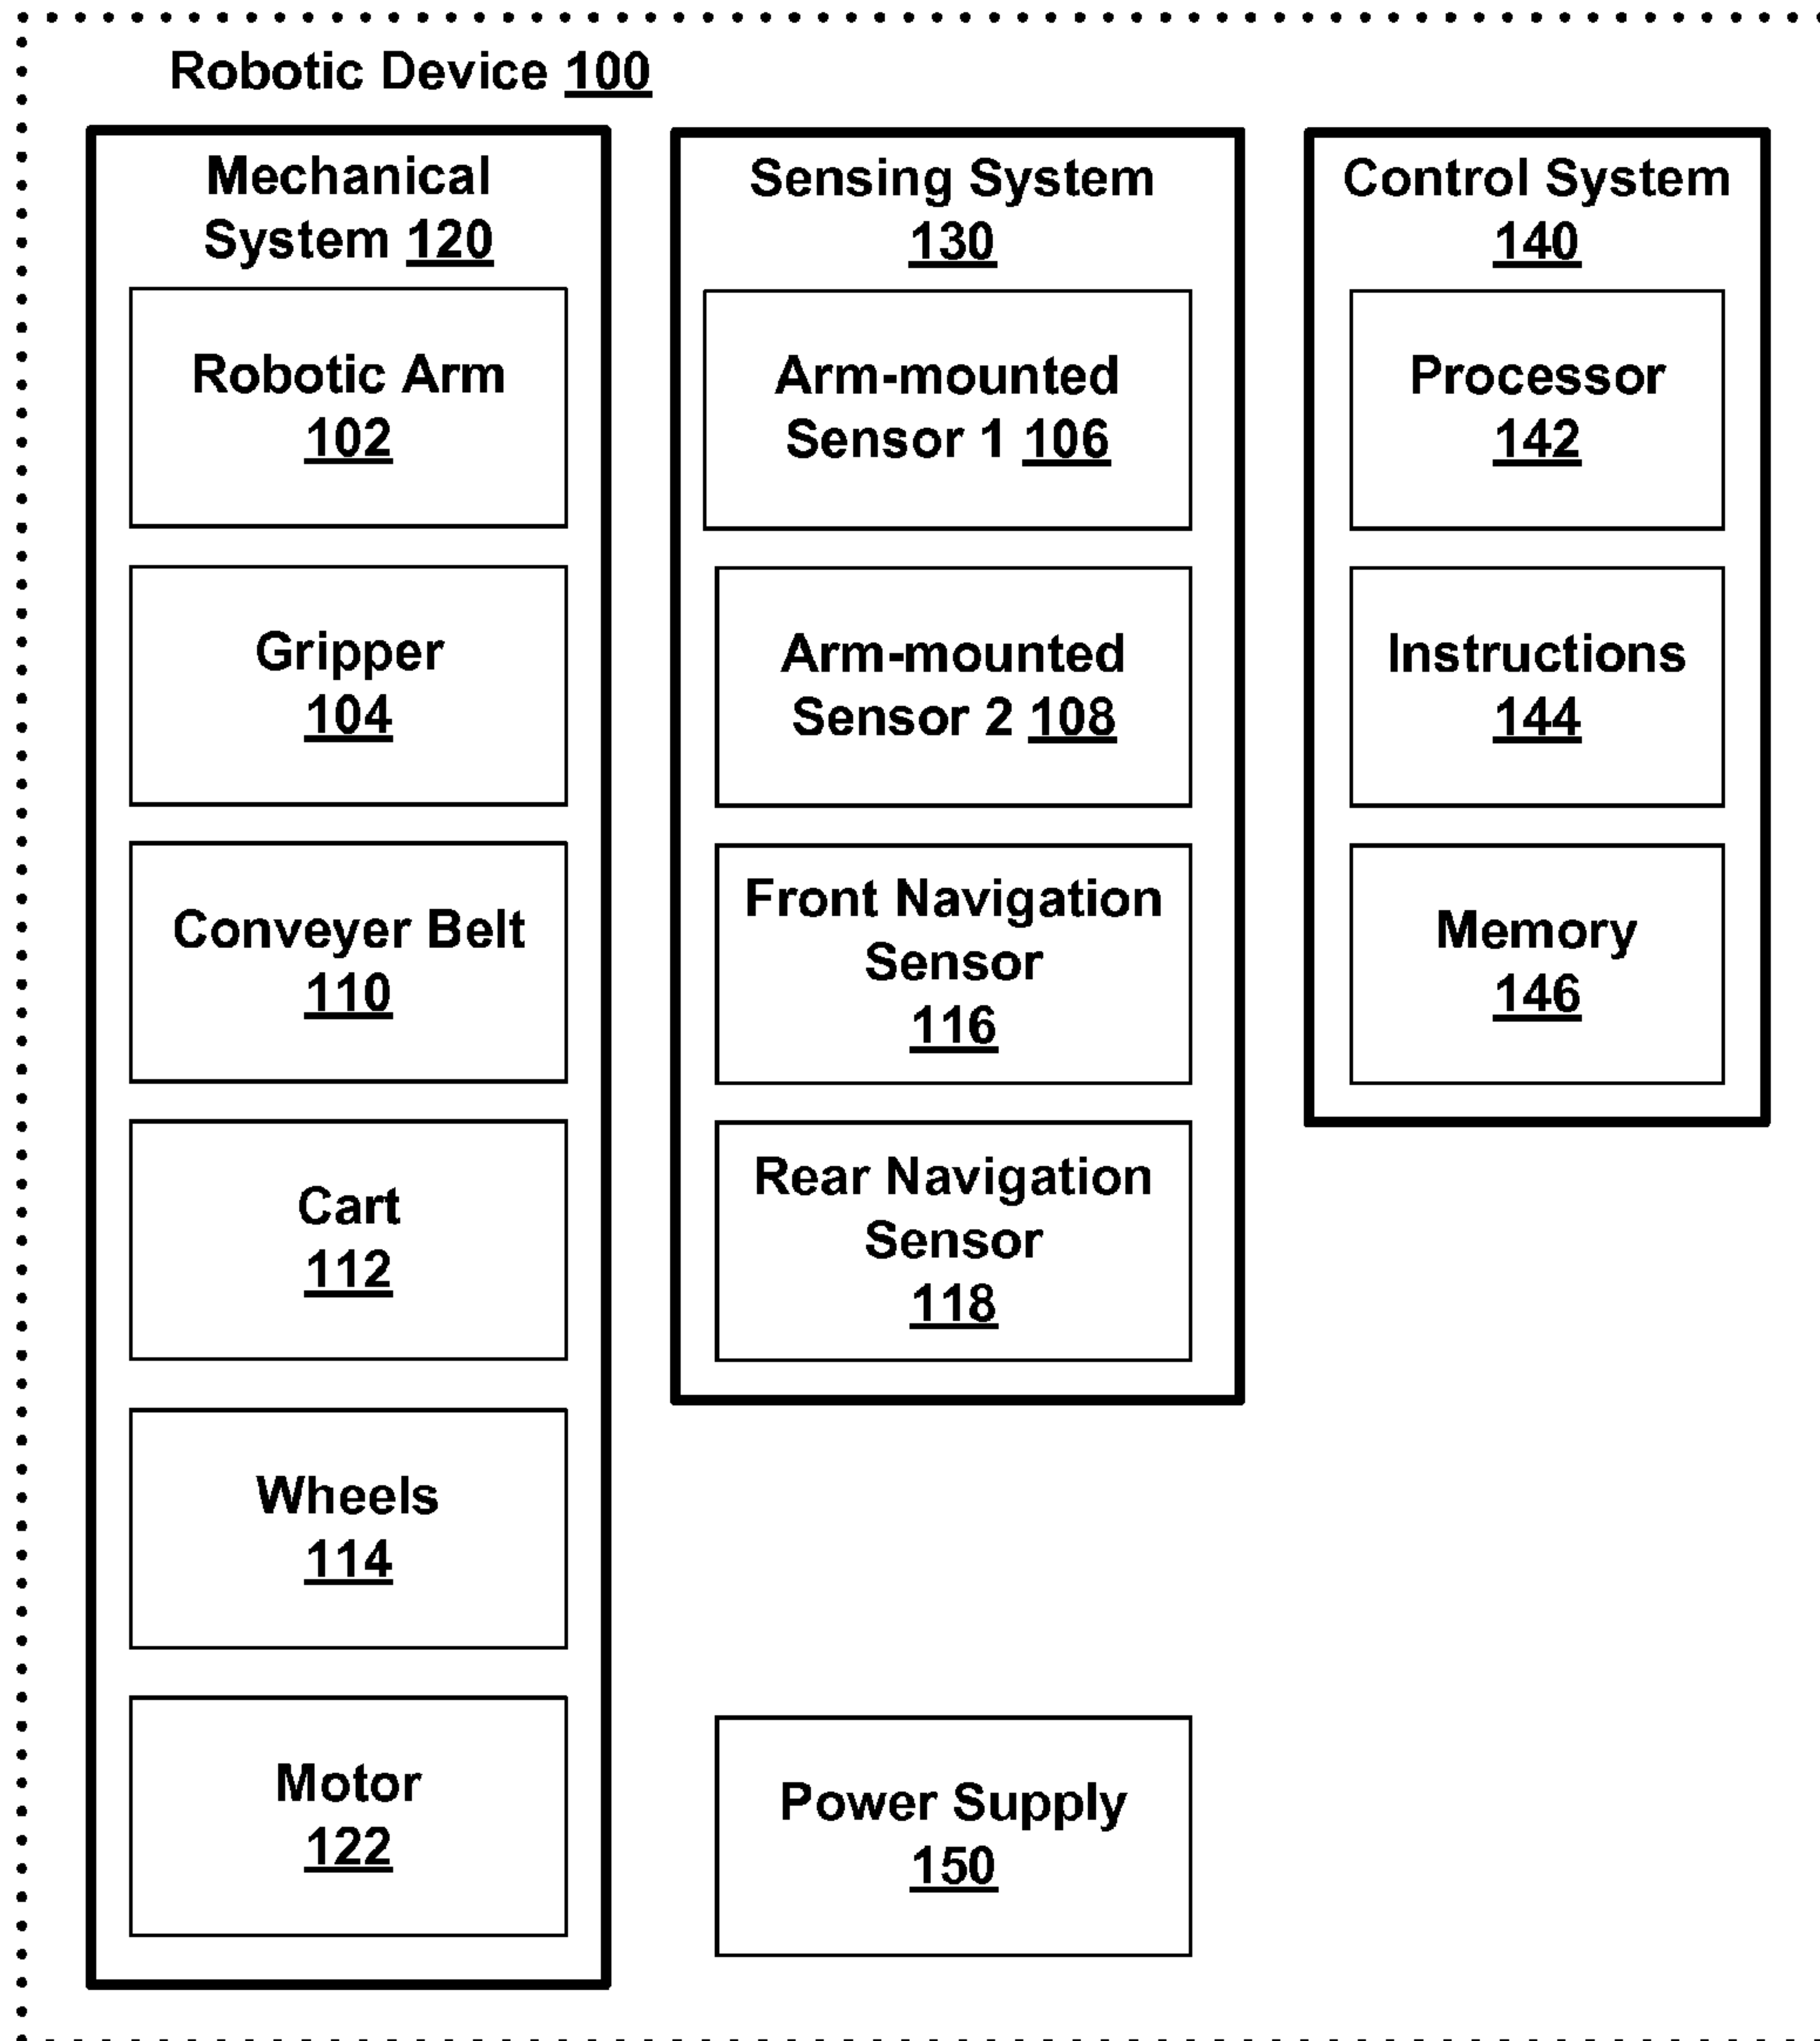 Robotic Device 100
Mechanical
System 120
Robotic Arm
102
Gripper
104
Conveyer Belt
110
Cart
112
Wheels
114
Motor
122
Sensing System
130
Arm-mounted
Sensor 1 106
Arm-mounted
Sensor 2 108
Front Navigation
Sensor
116
Rear Navigation
Sensor
118
Power Supply
150
Control System
140
Processor
142
Instructions
144
Memory
146